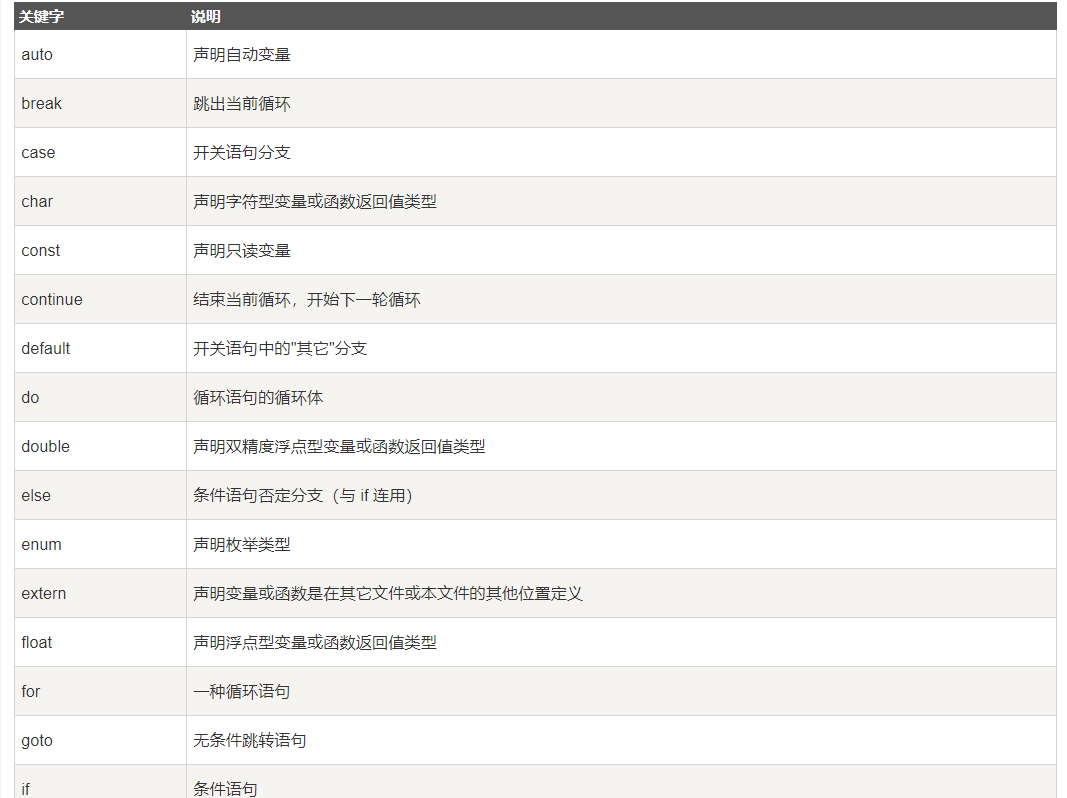 关键字 说明
auto 声明自动变量
break 跳出当前循环
case 开关语句分支
char 声明字符型变量或函数返回值类型
const 声明只读变量
continue 结束当前循环，开始下一轮循环
default 开关语句中的"其它"分支
do 循环语句的循环体
double 声明双精度浮点型变量或函数返回值类型
else 条件语句否定分支（与 if 连用）
enum 声明枚举类型
extern 声明变量或函数是在其它文件或本文件的其他位置定义
float 声明浮点型变量或函数返回值类型
for 一种循环语句
goto 无条件跳转语句
if 条件语句